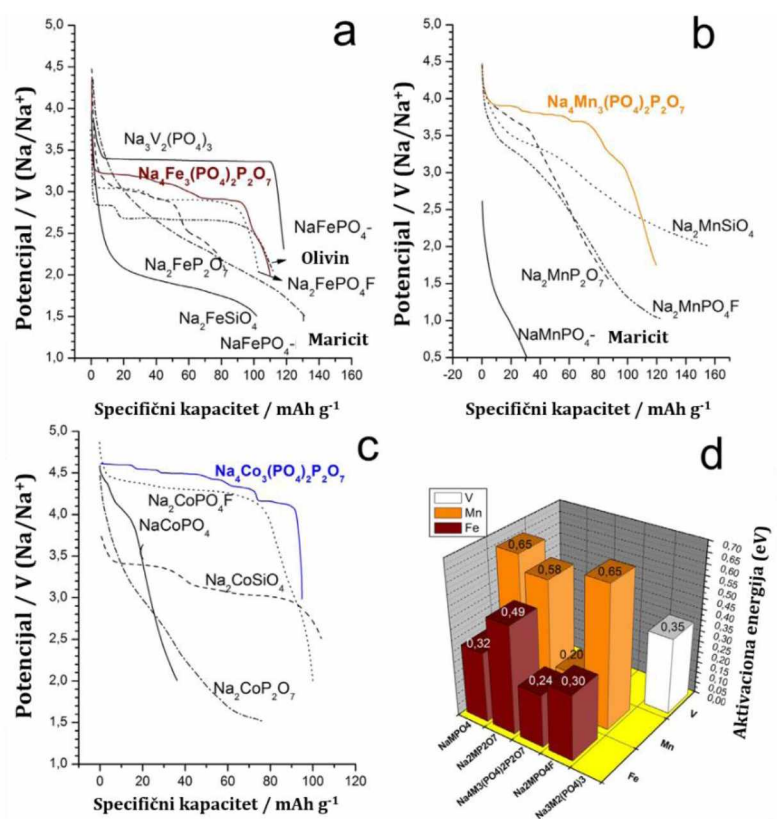 a
Potencijal / V (Na/Na⁺)
5,0
4,5
4,0
3,5
3,0
2,5
2,0
1,5
1,0
Na₃V₂(PO₄)₃
Na₄Fe₃(PO₄)₂P₂O₇
NaFePO₄-
Olivin
Na₂FeP₂O₇
Na₂FePO₄F
Na₂FeSiO₄
NaFePO₄-
Maricit
0 20 40 60 80 100 120 140 160
Specifični kapacitet / mAh g⁻¹
b
Potencijal / V (Na/Na⁺)
5,0
4,5
4,0
3,5
3,0
2,5
2,0
1,5
1,0
0,5
Na₄Mn₃(PO₄)₂P₂O₇
Na₂MnSiO₄
Na₂MnP₂O₇
Na₂MnPO₄F
NaMnPO₄- Maricit
-20 0 20 40 60 80 100 120 140 160
Specifični kapacitet / mAh g⁻¹
c
Potencijal / V (Na/Na⁺)
5,0
4,5
4,0
3,5
3,0
2,5
2,0
1,5
1,0
Na₄Co₃(PO₄)₂P₂O₇
Na₂CoPO₄F
NaCoPO₄
Na₂CoSiO₄
Na₂CoP₂O₇
0 20 40 60 80 100 120
Specifični kapacitet / mAh g⁻¹
d
V
Mn
Fe
0,65
0,58
0,65
0,49
0,20
0,35
0,32
0,24
0,30
0,70
0,65
0,60
0,55
0,50
0,45
0,40
0,35
0,30
0,25
0,20
0,15
0,10
0,05
0,00
Aktivaciona energija (eV)
NaMPO4
Na2MP2O7
Na4M3(PO4)2P2O7
Na2MPO4F
Na3M2(PO4)3
Fe
Mn
V